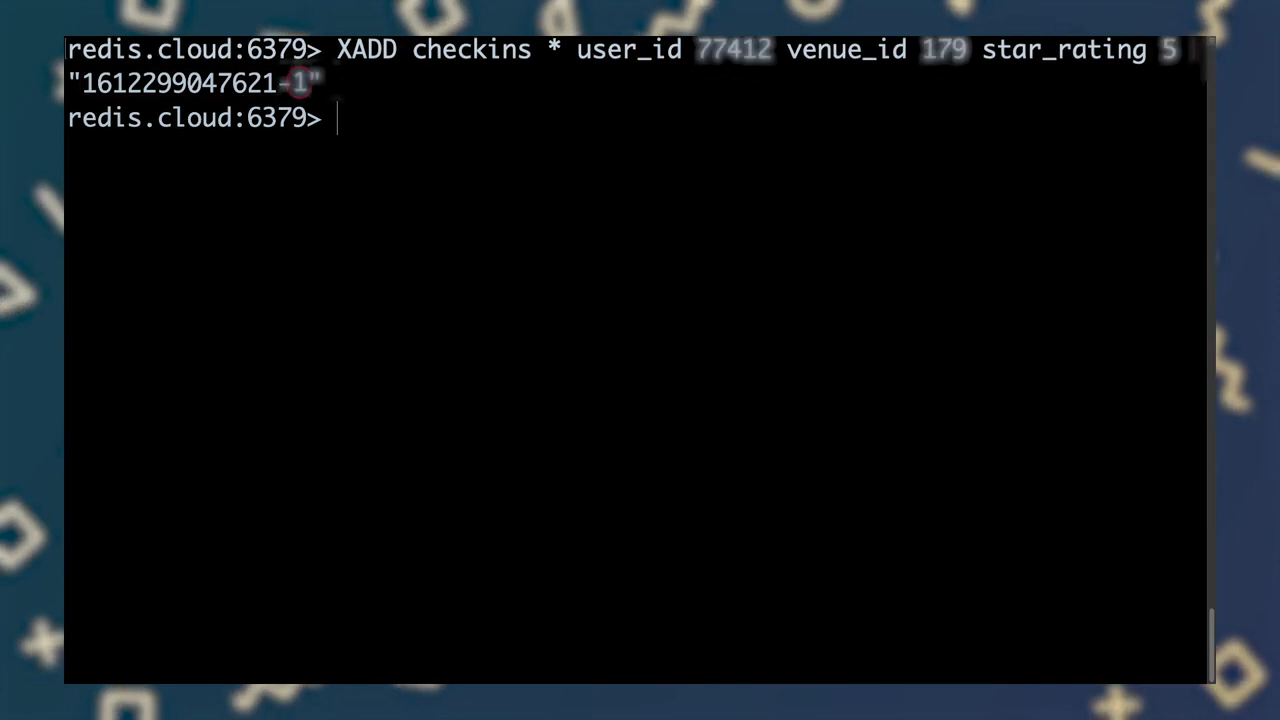 redis.cloud:6379> XADD checkins * user_id 77412 venue_id 179 star_rating 5
"1612299047621-1"
redis.cloud:6379>